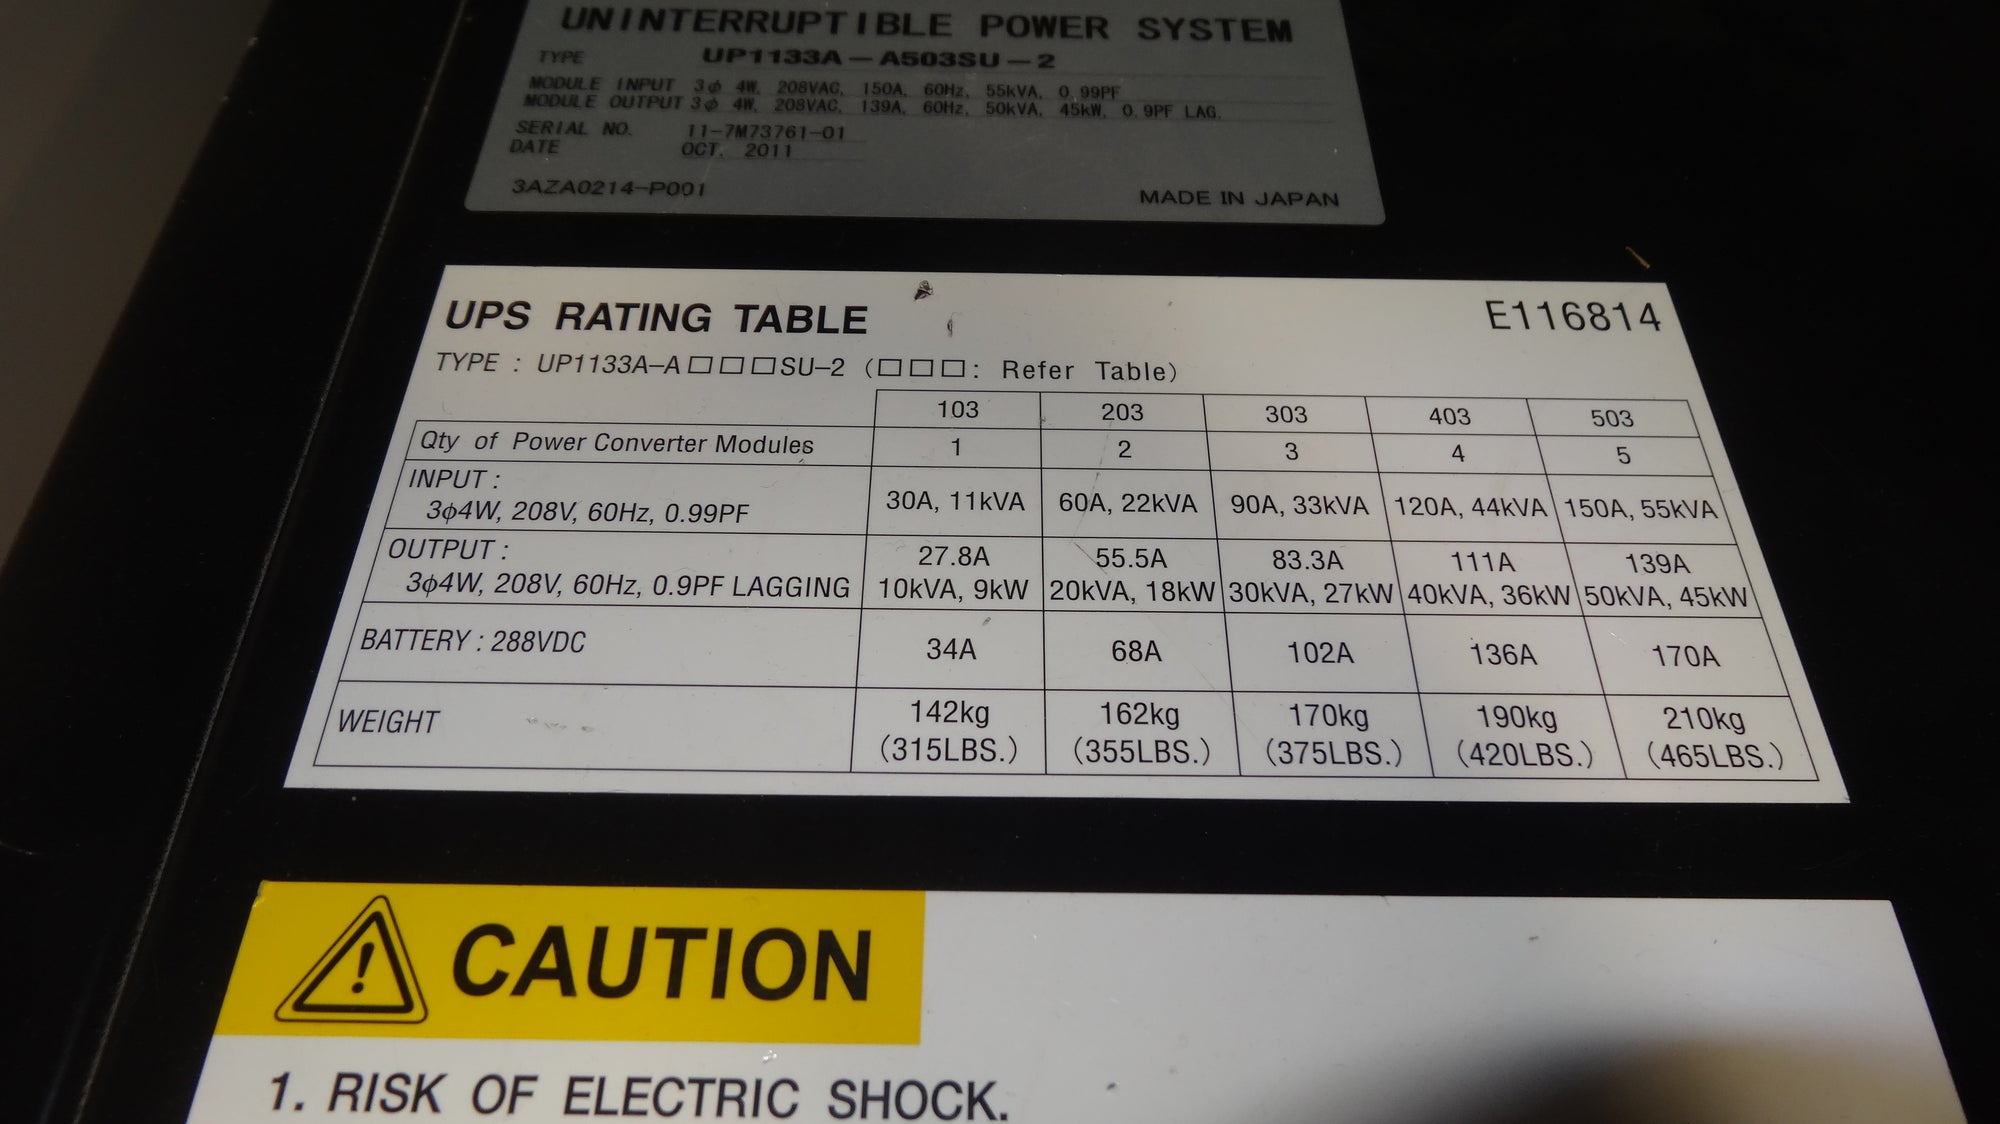 UNINTERRUPTIBLE POWER SYSTEM
TYPE UP1133A-A503SU-2
MODULE INPUT 3φ 4W, 208VAC, 150A, 60Hz, 55kVA, 0.99PF
MODULE OUTPUT 3φ 4W, 208VAC, 139A, 60Hz, 50kVA, 45kW, 0.9PF LAG.
SERIAL NO. 11-7M73761-01
DATE OCT. 2011
3AZA0214-P001 MADE IN JAPAN
UPS RATING TABLE E116814
TYPE : UP1133A-A□□□SU-2 (□□□: Refer Table)
103 203 303 403 503
Qty of Power Converter Modules 1 2 3 4 5
INPUT :
3φ4W, 208V, 60Hz, 0.99PF 30A, 11kVA 60A, 22kVA 90A, 33kVA 120A, 44kVA 150A, 55kVA
OUTPUT : 27.8A 55.5A 83.3A 111A 139A
3φ4W, 208V, 60Hz, 0.9PF LAGGING 10kVA, 9kW 20kVA, 18kW 30kVA, 27kW 40kVA, 36kW 50kVA, 45kW
BATTERY : 288VDC 34A 68A 102A 136A 170A
WEIGHT 142kg 162kg 170kg 190kg 210kg
(315LBS.) (355LBS.) (375LBS.) (420LBS.) (465LBS.)
CAUTION
1. RISK OF ELECTRIC SHOCK.